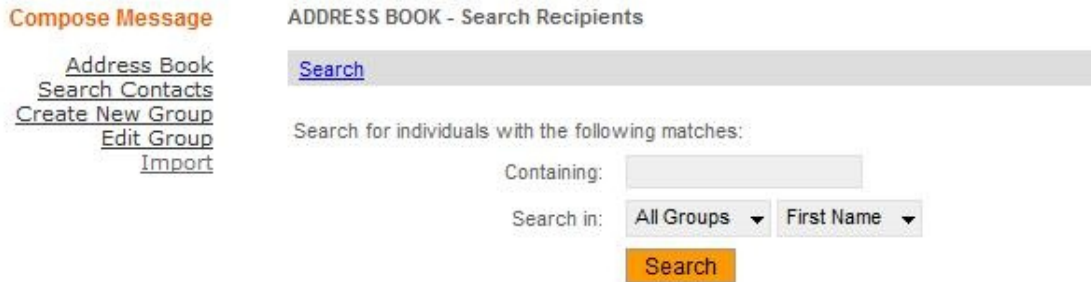 Compose Message
Address Book
Search Contacts
Create New Group
Edit Group
Import
ADDRESS BOOK - Search Recipients
Search
Search for individuals with the following matches:
Containing:
Search in: All Groups First Name
Search